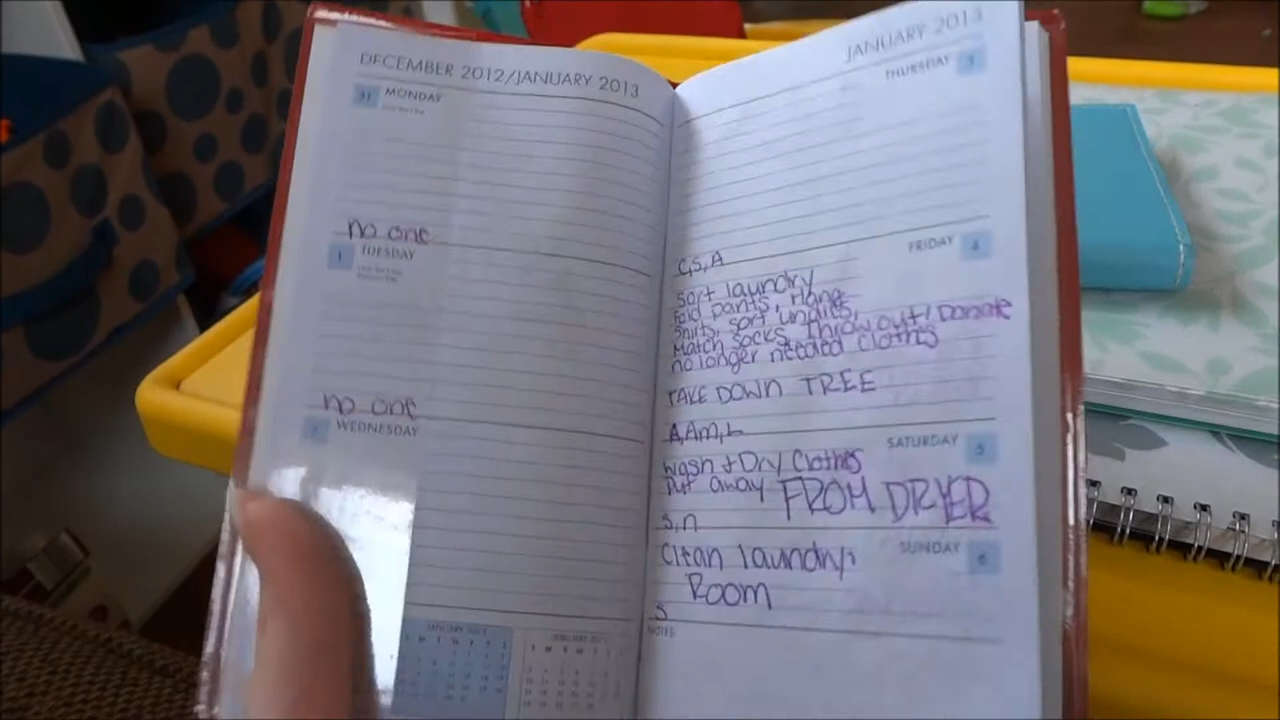 DECEMBER 2012/JANUARY 2013
31 MONDAY
no one
1 TUESDAY
no one
WEDNESDAY
JANUARY 2013
JANUARY 2013
THURSDAY 3
C,S,A
FRIDAY 4
Sort laundry
Fold pants, Hang
Shirts, sort undies,
Match socks, Throw out/Donate
no longer needed clothes
TAKE DOWN TREE
A,Am,L
SATURDAY 5
Wash + Dry Clothes
Put away FROM DRYER
S,n
SUNDAY 6
Clean laundry
Room
S
NOTES